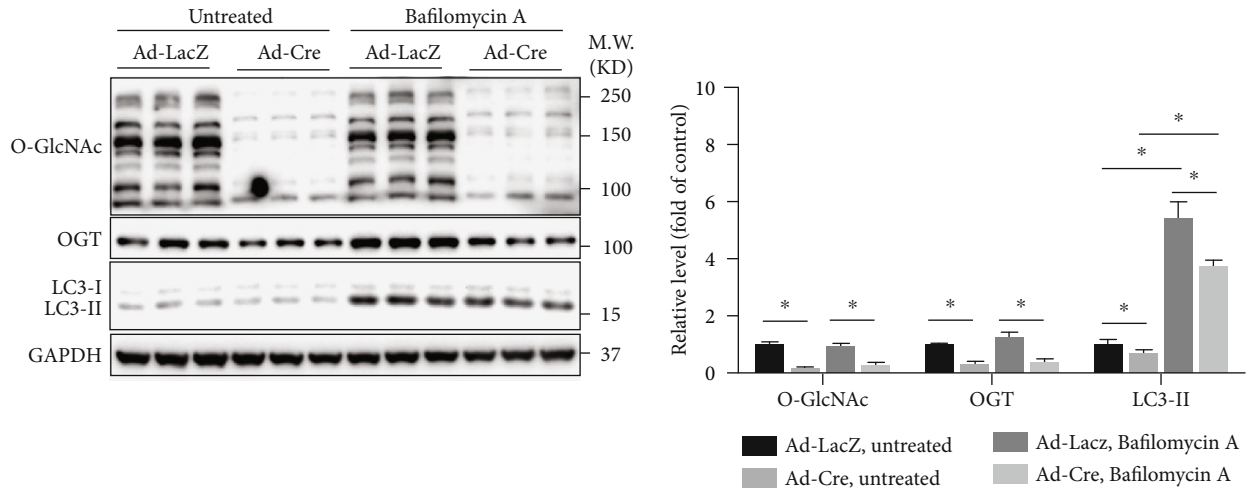 Untreated Bafilomycin A
Ad-LacZ Ad-Cre Ad-LacZ Ad-Cre M.W.
(KD)
O-GlcNAc
250
150
100
OGT 100
LC3-I
LC3-II 15
GAPDH 37
Relative level (fold of control)
10
8
6
4
2
0
* * * * * * * *
O-GlcNAc OGT LC3-II
Ad-LacZ, untreated Ad-Lacz, Bafilomycin A
Ad-Cre, untreated Ad-Cre, Bafilomycin A